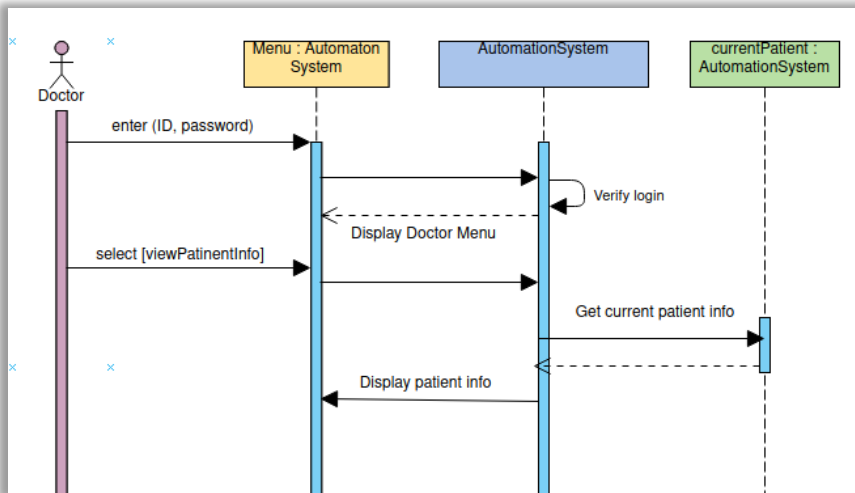 Menu : Automaton
System
AutomationSystem
currentPatient :
AutomationSystem
Doctor
enter (ID, password)
Verify login
Display Doctor Menu
select [viewPatinentInfo]
Get current patient info
Display patient info